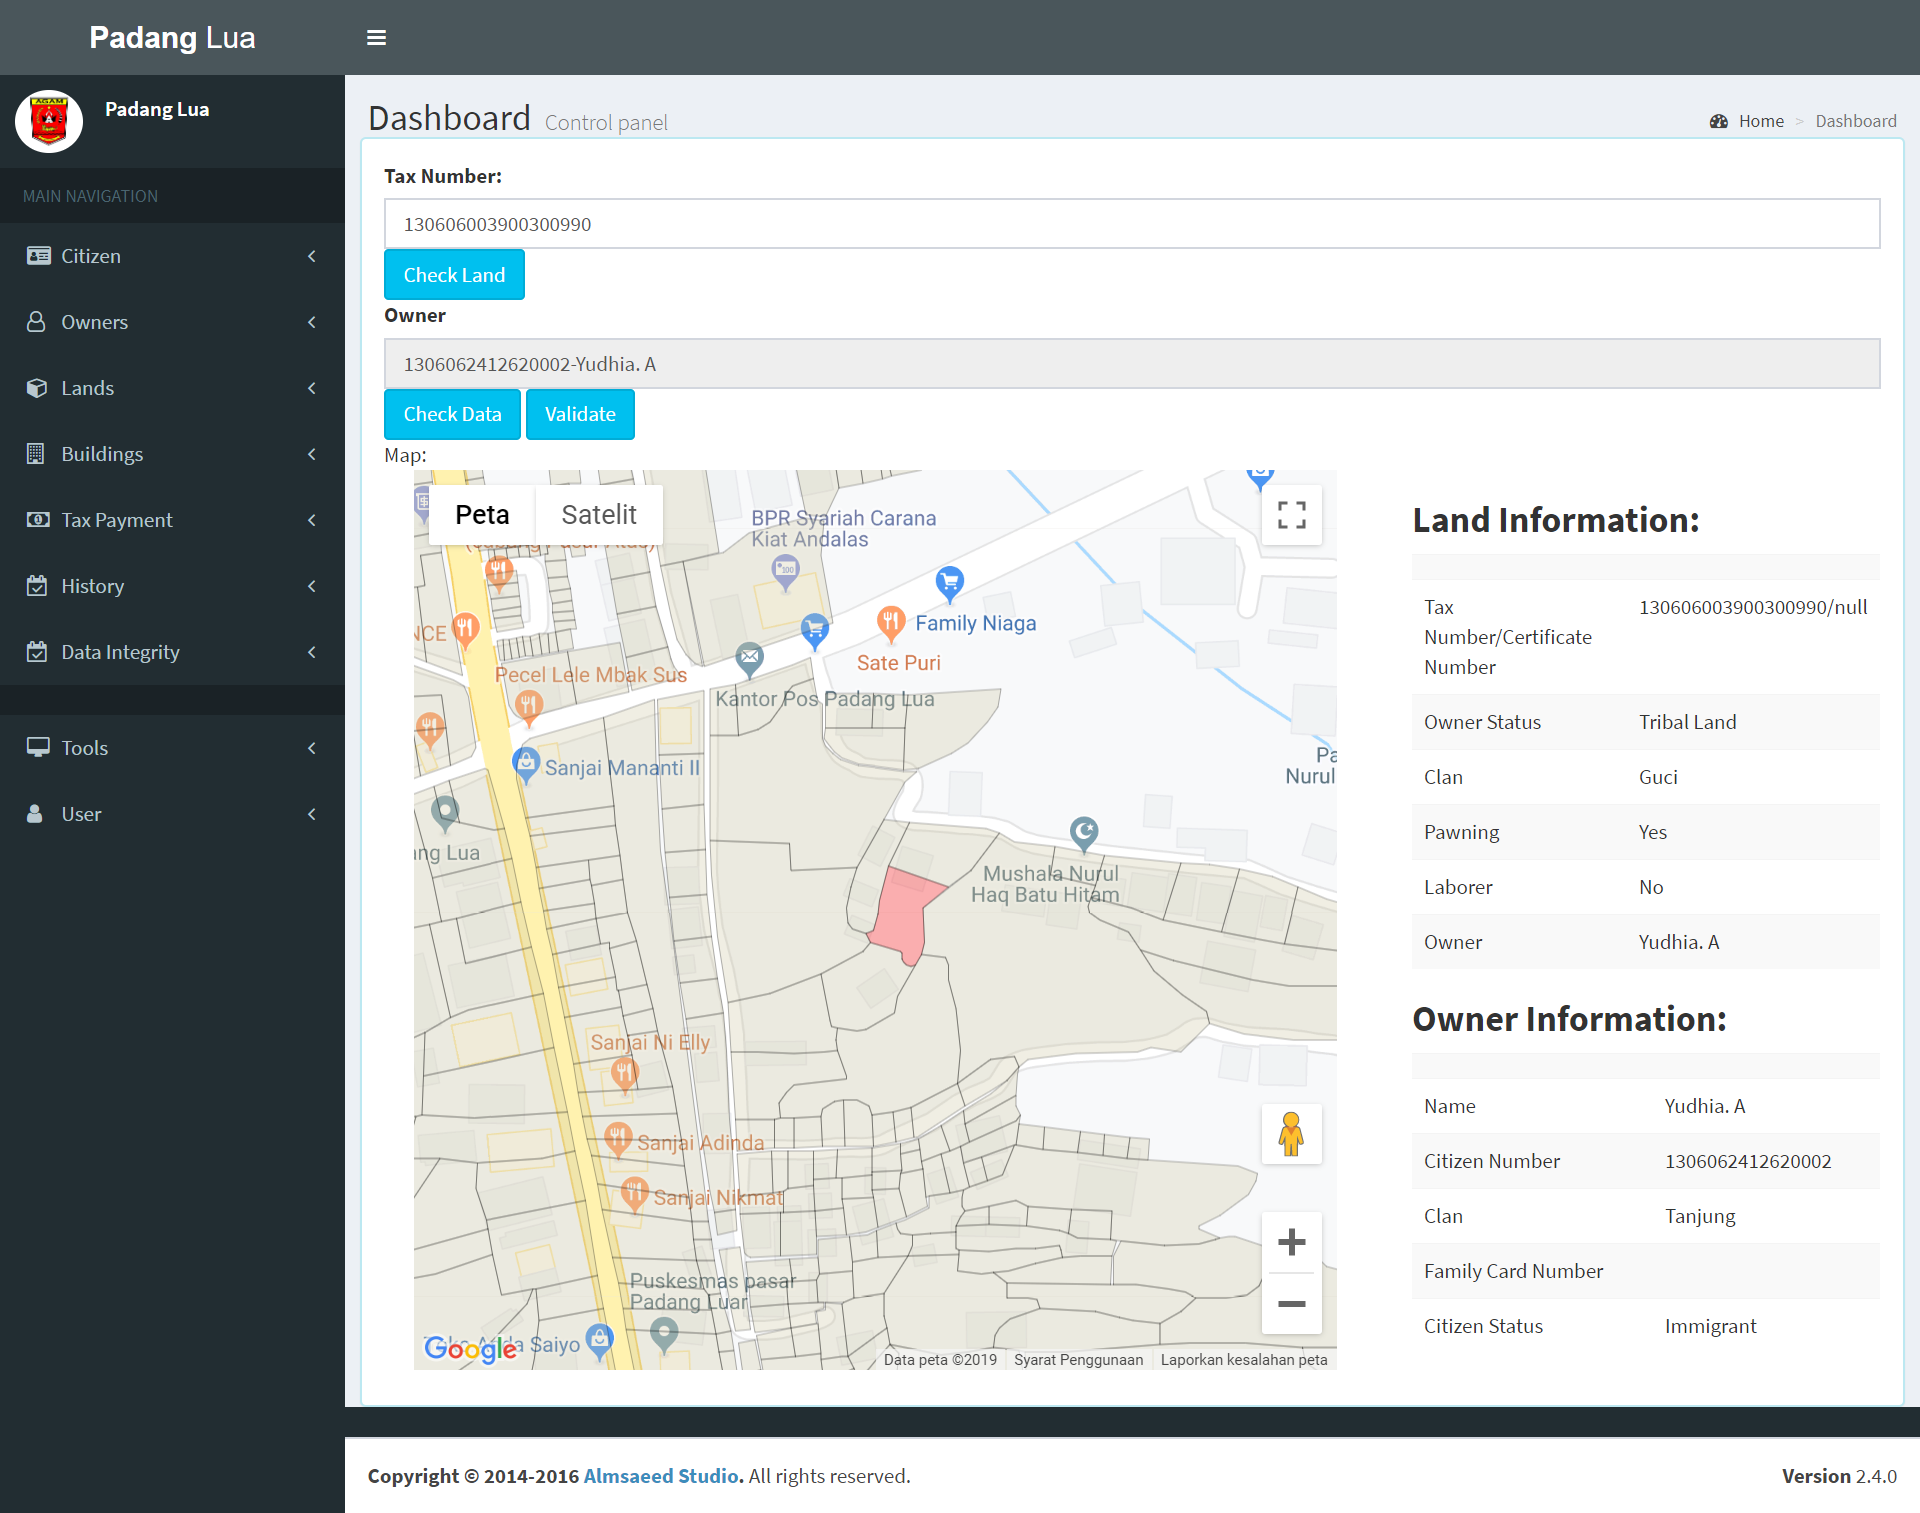 Padang Lua
AGAM
Padang Lua
MAIN NAVIGATION
Citizen
Owners
Lands
Buildings
Tax Payment
History
Data Integrity
Tools
User
Dashboard Control panel
Home > Dashboard
Tax Number:
130606003900300990
Check Land
Owner
1306062412620002-Yudhia. A
Check Data Validate
Map:
Peta Satelit
BPR Syariah Carana
Kiat Andalas
Family Niaga
NCE
Sate Puri
Pecel Lele Mbak Sus
Kantor Pos Padang Lua
Pa
Nurul
Sanjai Mananti II
ng Lua
Mushala Nurul
Haq Batu Hitam
Sanjai Ni Elly
Sanjai Adinda
Sanjai Nikmat
Puskesmas pasar
Padang Luar
Saiyo
Google
Data peta ©2019 Syarat Penggunaan Laporkan kesalahan peta
Land Information:
Tax
Number/Certificate
Number
130606003900300990/null
Owner Status Tribal Land
Clan Guci
Pawning Yes
Laborer No
Owner Yudhia. A
Owner Information:
Name Yudhia. A
Citizen Number 1306062412620002
Clan Tanjung
Family Card Number
Citizen Status Immigrant
Copyright © 2014-2016 Almsaeed Studio. All rights reserved.
Version 2.4.0